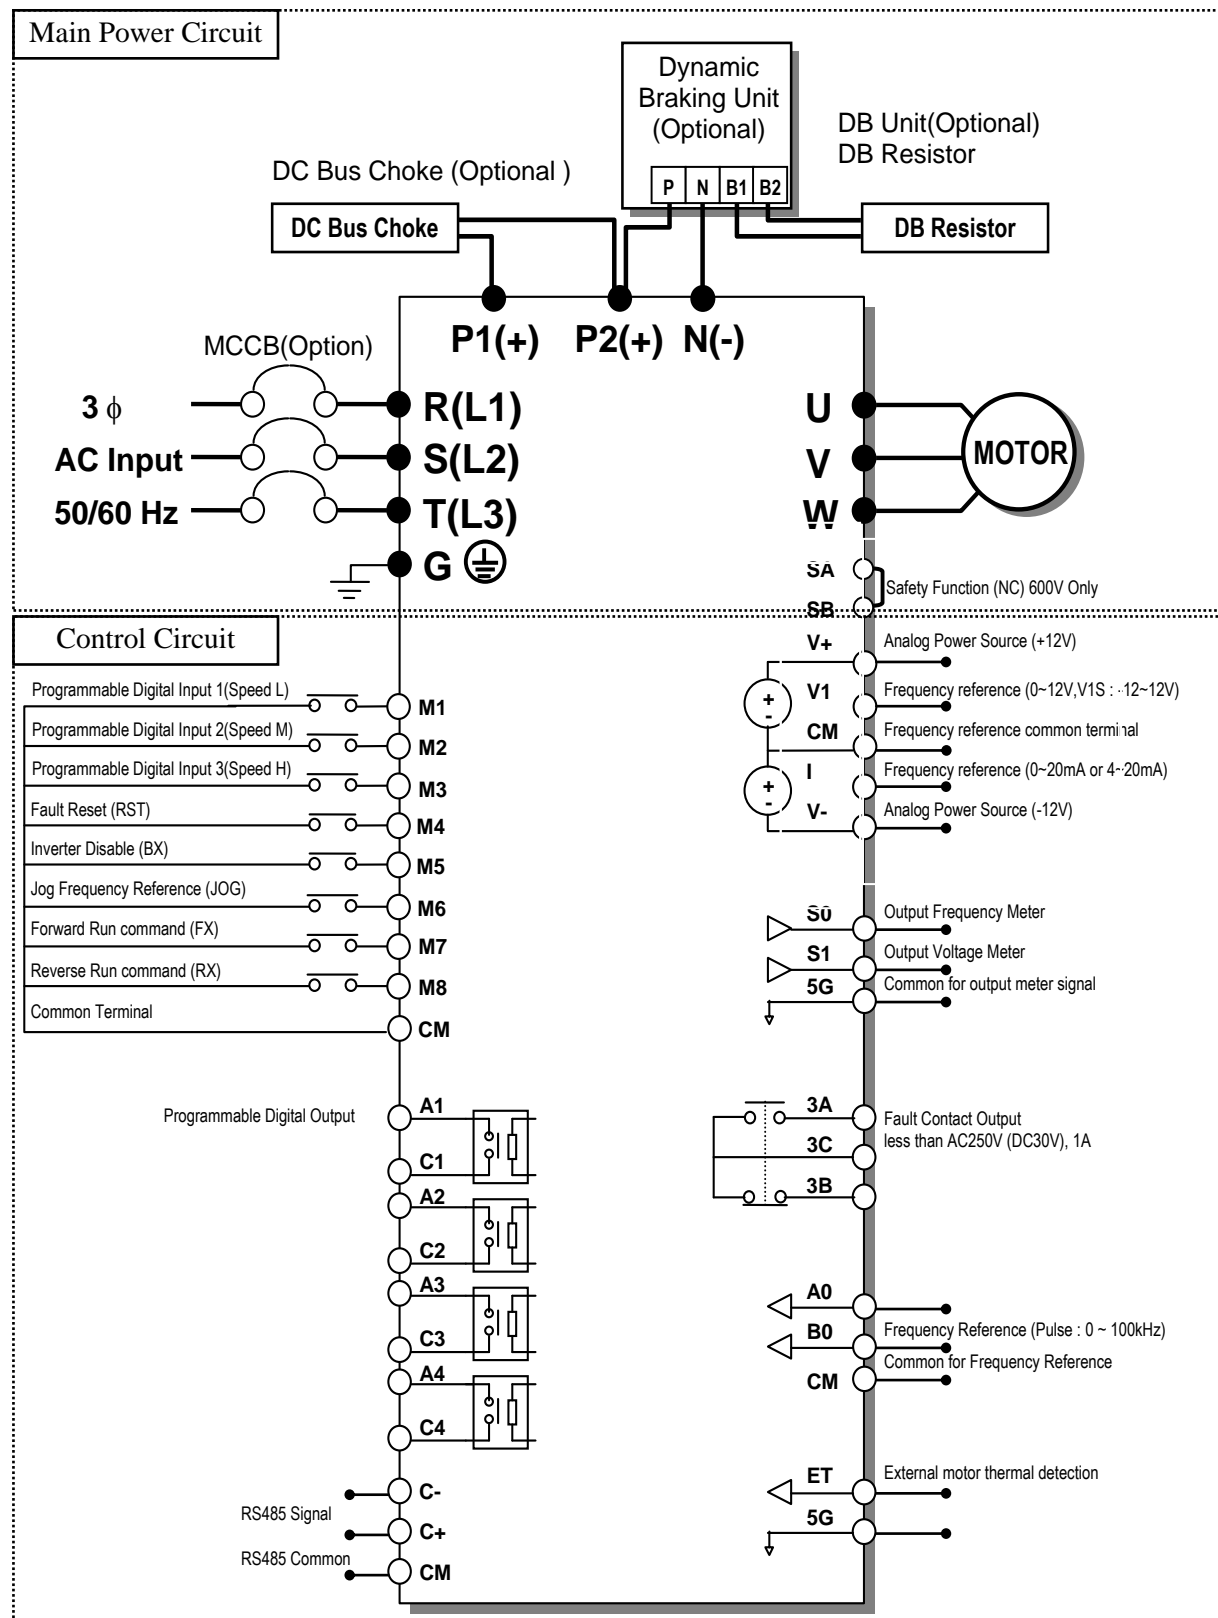 Main Power Circuit
Dynamic
Braking Unit
(Optional)
DB Unit(Optional)
DB Resistor
DC Bus Choke (Optional )
P N B1 B2
DC Bus Choke
DB Resistor
P1(+) P2(+) N(-)
MCCB(Option)
3 ϕ
R(L1)
U
AC Input
S(L2)
V
MOTOR
50/60 Hz
T(L3)
W
G
SA
Safety Function (NC) 600V Only
SB
Control Circuit
V+
Analog Power Source (+12V)
Programmable Digital Input 1(Speed L)
M1
V1
Frequency reference (0~12V,V1S : -12~12V)
Programmable Digital Input 2(Speed M)
M2
CM
Frequency reference common terminal
Programmable Digital Input 3(Speed H)
M3
I
Frequency reference (0~20mA or 4~20mA)
Fault Reset (RST)
M4
V-
Analog Power Source (-12V)
+
-
+
-
Inverter Disable (BX)
M5
Jog Frequency Reference (JOG)
M6
S0
Output Frequency Meter
Forward Run command (FX)
M7
S1
Output Voltage Meter
Reverse Run command (RX)
M8
5G
Common for output meter signal
Common Terminal
CM
Programmable Digital Output
A1
3A
Fault Contact Output
less than AC250V (DC30V), 1A
C1
3C
A2
3B
C2
A3
A0
C3
B0
Frequency Reference (Pulse : 0 ~ 100kHz)
A4
CM
Common for Frequency Reference
C4
C-
ET
External motor thermal detection
RS485 Signal
C+
5G
RS485 Common
CM